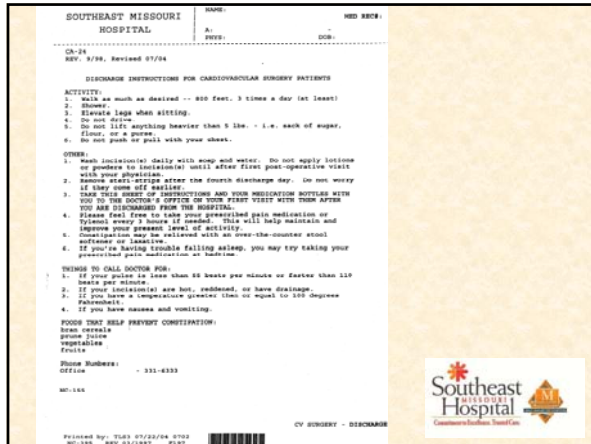 SOUTHEAST MISSOURI
HOSPITAL
NAME:
MED REC#:
A:
PHYS:
DOB:
CA-26
REV. 9/98, Revised 07/04
DISCHARGE INSTRUCTIONS FOR CARDIOVASCULAR SURGERY PATIENTS
ACTIVITY:
1. Walk as much as desired -- 800 feet, 3 times a day (at least)
2. Shower.
3. Elevate legs when sitting.
4. Do not drive.
5. Do not lift anything heavier than 5 lbs. - i.e. sack of sugar,
flour, or a purse.
6. Do not push or pull with your chest.
OTHER:
1. Wash incision(s) daily with soap and water. Do not apply lotions
or powders to incision(s) until after first post-operative visit
with your physician.
2. Remove steri-strips after the fourth discharge day. Do not worry
if they come off earlier.
3. TAKE THIS SHEET OF INSTRUCTIONS AND YOUR MEDICATION BOTTLES WITH
YOU TO THE DOCTOR'S OFFICE ON YOUR FIRST VISIT WITH THEM AFTER
YOU ARE DISCHARGED FROM THE HOSPITAL.
4. Please feel free to take your prescribed pain medication or
Tylenol every 3 hours if needed. This will help maintain and
improve your present level of activity.
5. Constipation may be relieved with an over-the-counter stool
softener or laxative.
6. If you're having trouble falling asleep, you may try taking your
prescribed pain medication at bedtime.
THINGS TO CALL DOCTOR FOR:
1. If your pulse is less than beats per minute or faster than
beats per minute.
2. If your incision(s) are hot, reddened, or have drainage.
3. If you have a temperature greater than or equal to 100 degrees
Fahrenheit.
4. If you have nausea and vomiting.
FOODS THAT HELP PREVENT CONSTIPATION:
bran cereals
prune juice
vegetables
fruits
Phone Numbers:
Office - 331-6333
MC-155
CV SURGERY - DISCHARGE
Printed by: TLS3 07/22/04 0702
Southeast
MISSOURI
Hospital
Commitment to Excellence. Trusted Care.
M